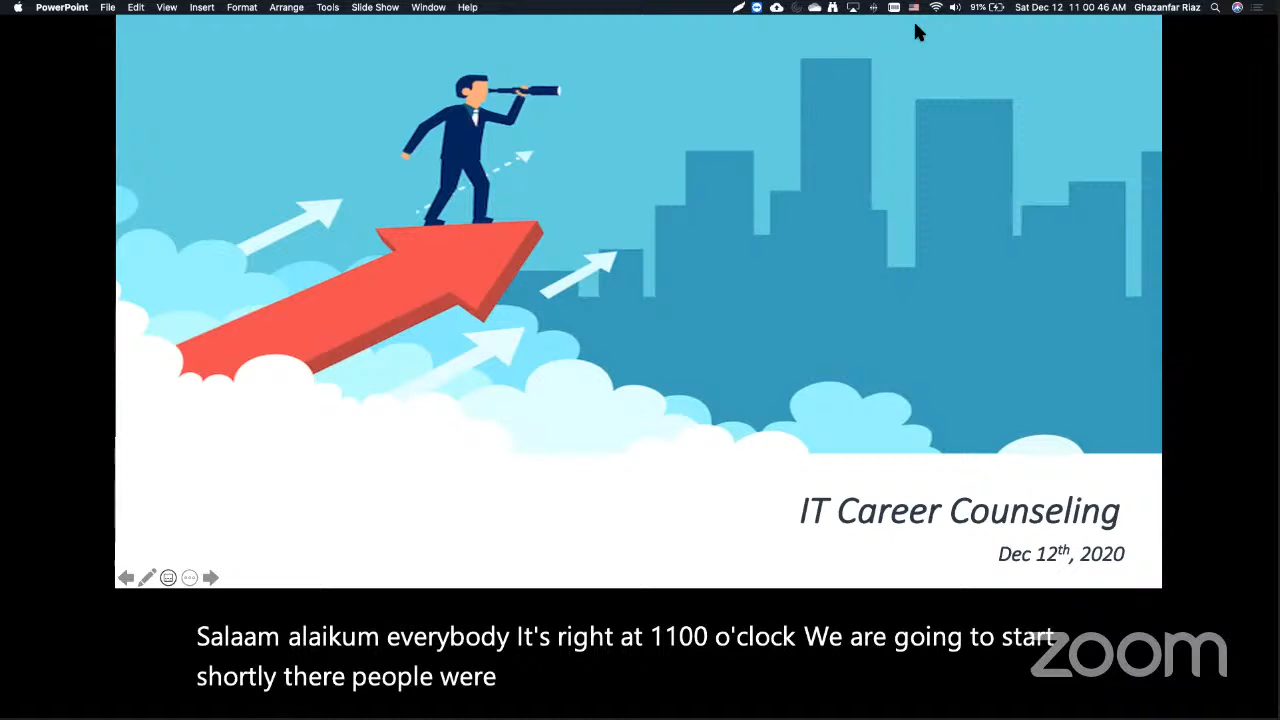 PowerPoint File Edit View Insert Format Arrange Tools Slide Show Window Help 91% Sat Dec 12 11 00 46 AM Ghazanfar Riaz
IT Career Counseling
Dec 12th, 2020
Salaam alaikum everybody It's right at 1100 o'clock We are going to start
shortly there people were
zoom